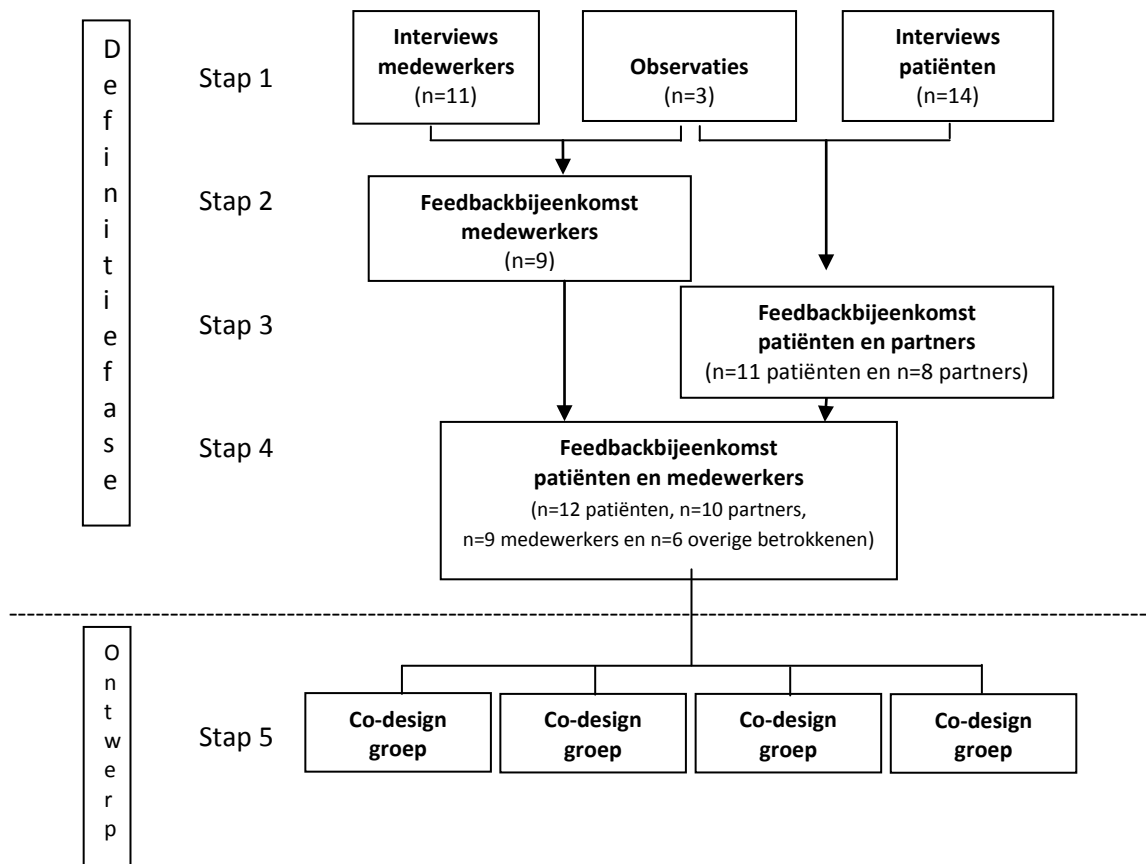 Definitiefase
Stap 1
Interviews
medewerkers
(n=11)
Observaties
(n=3)
Interviews
patiënten
(n=14)
Stap 2
Feedbackbijeenkomst
medewerkers
(n=9)
Stap 3
Feedbackbijeenkomst
patiënten en partners
(n=11 patiënten en n=8 partners)
Stap 4
Feedbackbijeenkomst
patiënten en medewerkers
(n=12 patiënten, n=10 partners,
n=9 medewerkers en n=6 overige betrokkenen)
Ontwerp
Stap 5
Co-design
groep
Co-design
groep
Co-design
groep
Co-design
groep